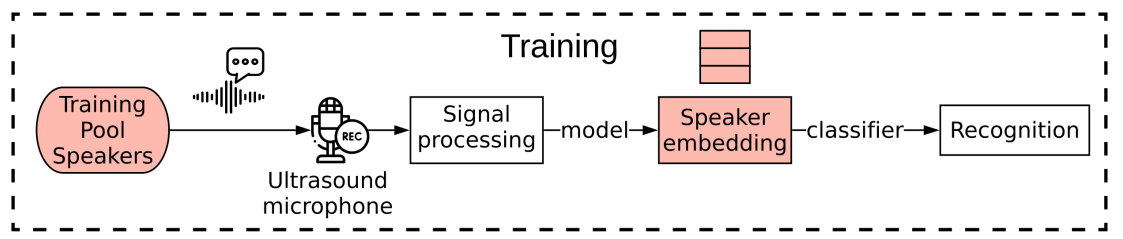 Training
Training
Pool
Speakers
REC
Ultrasound
microphone
Signal
processing
model
Speaker
embedding
classifier
Recognition